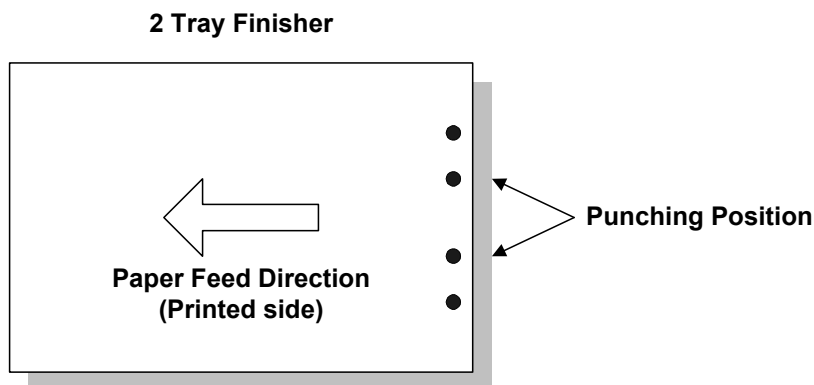 2 Tray Finisher
Punching Position
Paper Feed Direction
(Printed side)